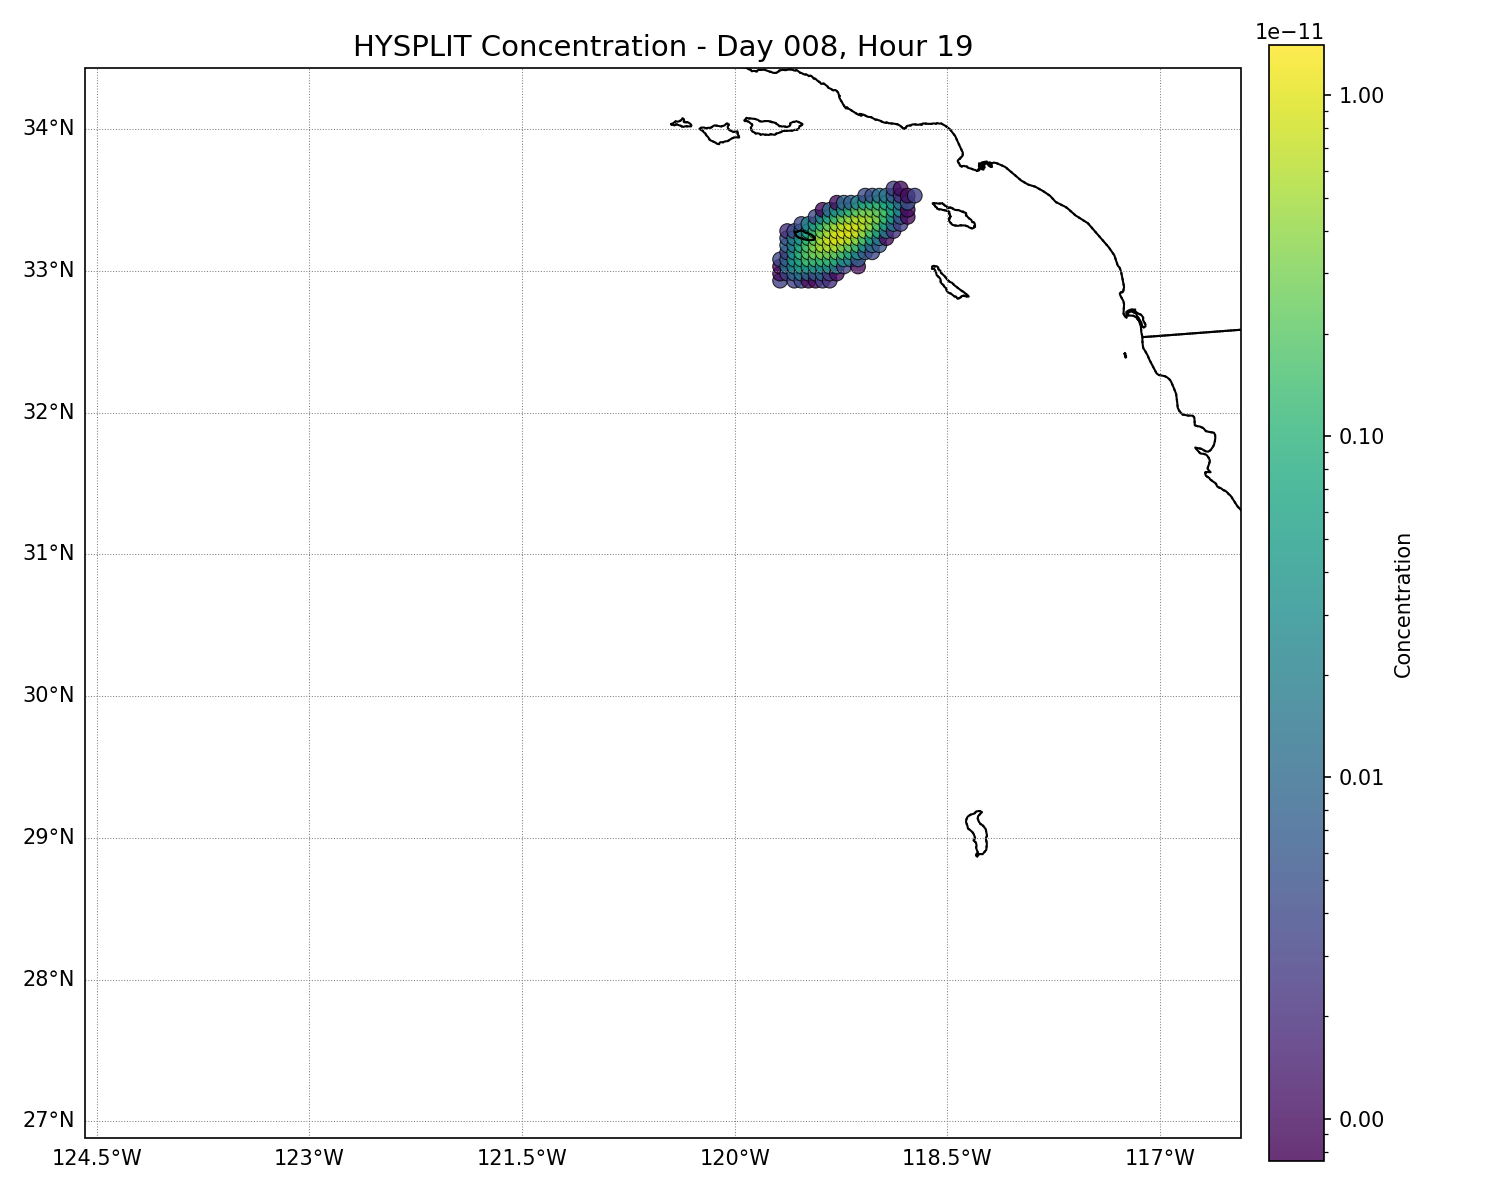 HYSPLIT Concentration - Day 008, Hour 19
1e−11
34°N
33°N
32°N
31°N
30°N
29°N
28°N
27°N
124.5°W
123°W
121.5°W
120°W
118.5°W
117°W
1.00
0.10
0.01
0.00
Concentration